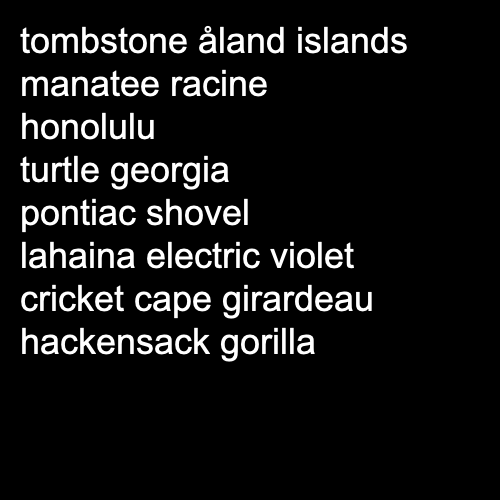 tombstone åland islands
manatee racine
honolulu
turtle georgia
pontiac shovel
lahaina electric violet
cricket cape girardeau
hackensack gorilla